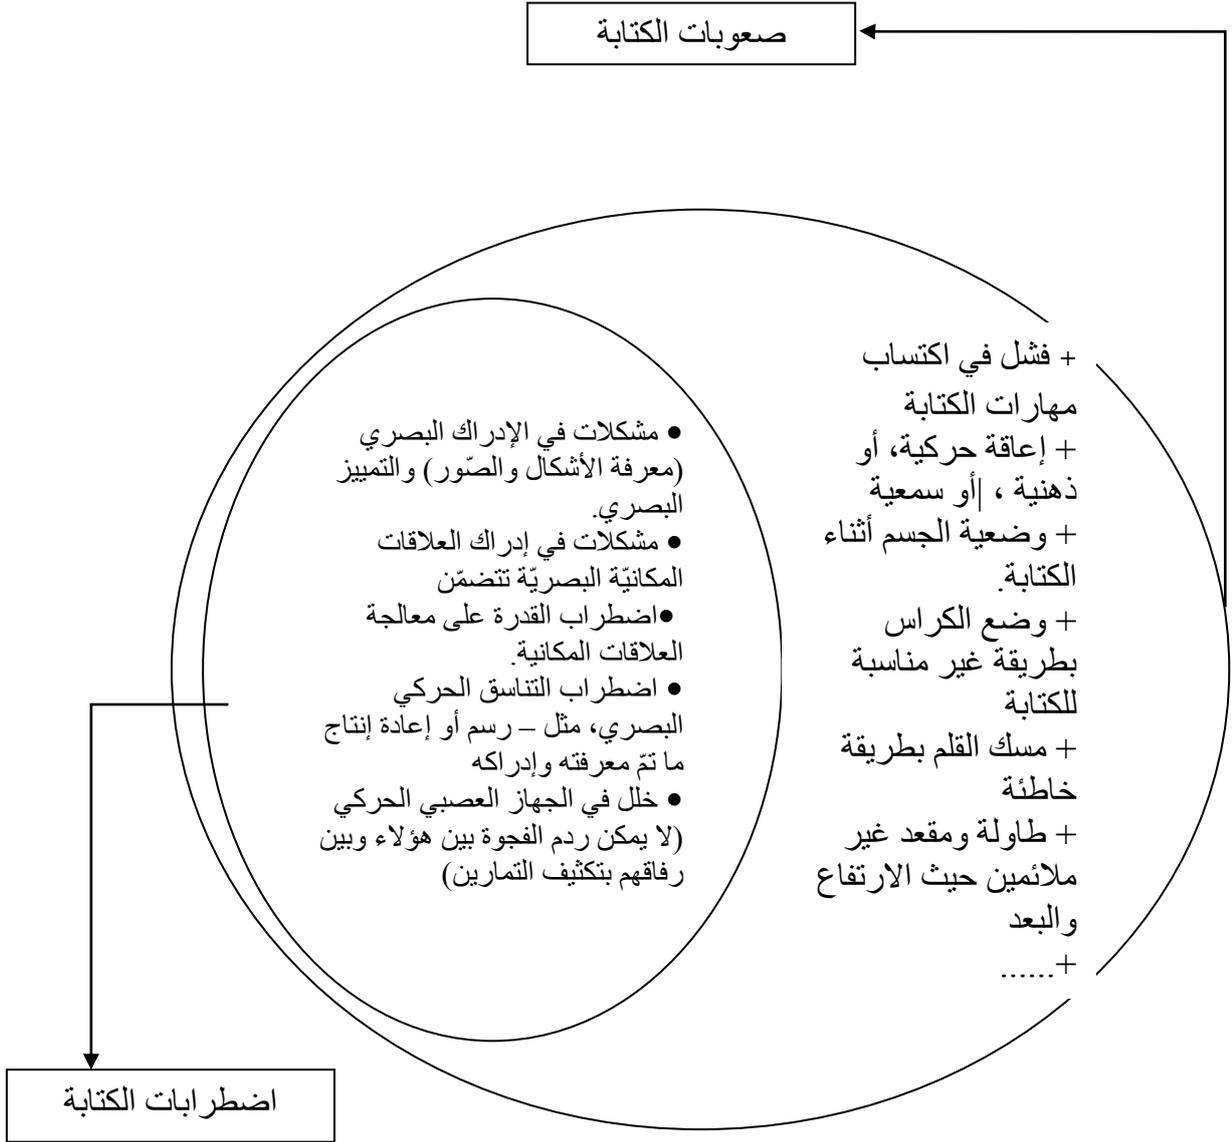 صعوبات الكتابة
+ فشل في اكتساب
مهارات الكتابة
+ إعاقة حركية، أو
ذهنية ، أو سمعية
+ وضعية الجسم أثناء
الكتابة.
+ وضع الكراس
بطريقة غير مناسبة
للكتابة
+ مسك القلم بطريقة
خاطئة
+ طاولة ومقعد غير
ملائمين حيث الارتفاع
والبعد
+......
● مشكلات في الإدراك البصري
(معرفة الأشكال والصّور) والتمييز
البصري.
● مشكلات في إدراك العلاقات
المكانيّة البصريّة تتضمّن
●اضطراب القدرة على معالجة
العلاقات المكانية.
● اضطراب التناسق الحركي
البصري، مثل – رسم أو إعادة إنتاج
ما تمّ معرفته وإدراكه
● خلل في الجهاز العصبي الحركي
(لا يمكن ردم الفجوة بين هؤلاء وبين
رفاقهم بتكثيف التمارين)
اضطرابات الكتابة